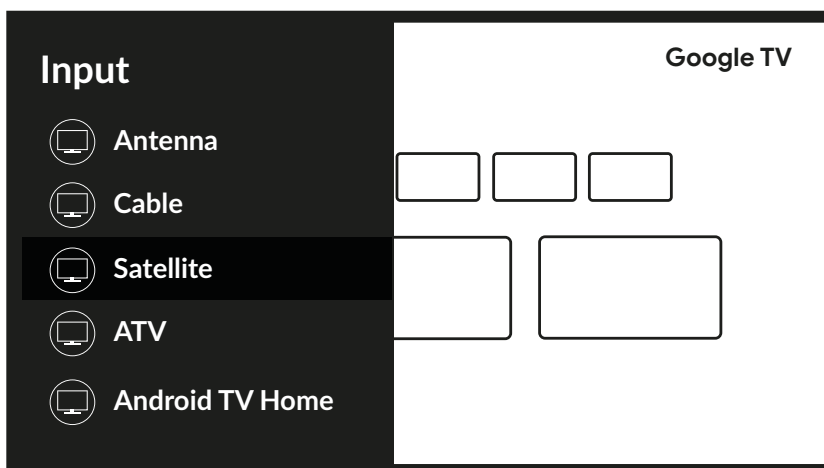 Input
Google TV
Antenna
Cable
Satellite
ATV
Android TV Home